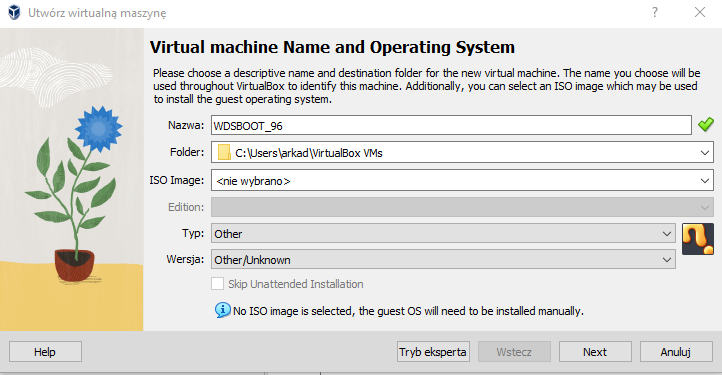 Utwórz wirtualną maszynę
Virtual machine Name and Operating System
Please choose a descriptive name and destination folder for the new virtual machine. The name you choose will be
used throughout VirtualBox to identify this machine. Additionally, you can select an ISO image which may be used
to install the guest operating system.
Nazwa: WDSBOOT_96
Folder: C:\Users\arkad\VirtualBox VMs
ISO Image: <nie wybrano>
Edition:
Typ: Other
Wersja: Other/Unknown
Skip Unattended Installation
No ISO image is selected, the guest OS will need to be installed manually.
Help Tryb eksperta Wstecz Next Anuluj